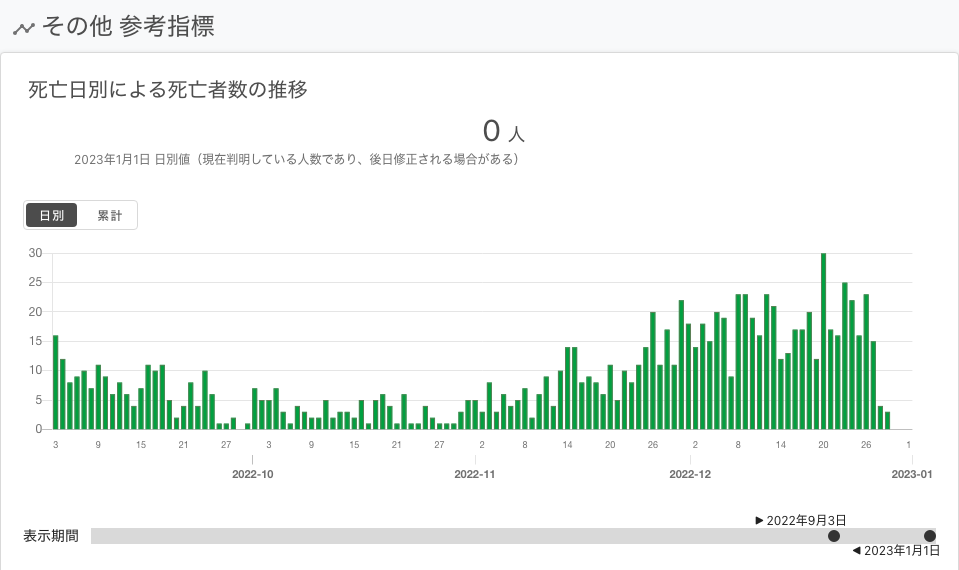 その他 参考指標
死亡日別による死亡者数の推移
0 人
2023年1月1日 日別値（現在判明している人数であり、後日修正される場合がある）
日別 累計
30
25
20
15
10
5
0
3 9 15 21 27 3 9 15 21 27 2 8 14 20 26 2 8 14 20 26 1
2022-10 2022-11 2022-12 2023-01
▶ 2022年9月3日
表示期間
◀ 2023年1月1日